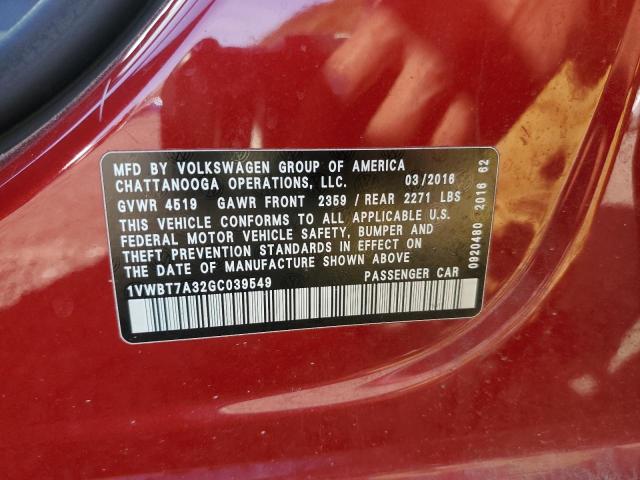 MFD BY VOLKSWAGEN GROUP OF AMERICA
CHATTANOOGA OPERATIONS, LLC. 03/2016
GVWR 4519 GAWR FRONT 2359 / REAR 2271 LBS
THIS VEHICLE CONFORMS TO ALL APPLICABLE U.S.
FEDERAL MOTOR VEHICLE SAFETY, BUMPER AND
THEFT PREVENTION STANDARDS IN EFFECT ON
THE DATE OF MANUFACTURE SHOWN ABOVE
1VWBT7A32GC039549 PASSENGER CAR
0920480 2016 62